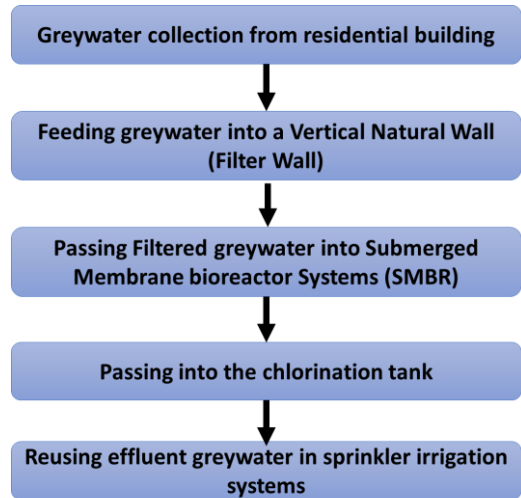 Greywater collection from residential building
Feeding greywater into a Vertical Natural Wall
(Filter Wall)
Passing Filtered greywater into Submerged
Membrane bioreactor Systems (SMBR)
Passing into the chlorination tank
Reusing effluent greywater in sprinkler irrigation
systems